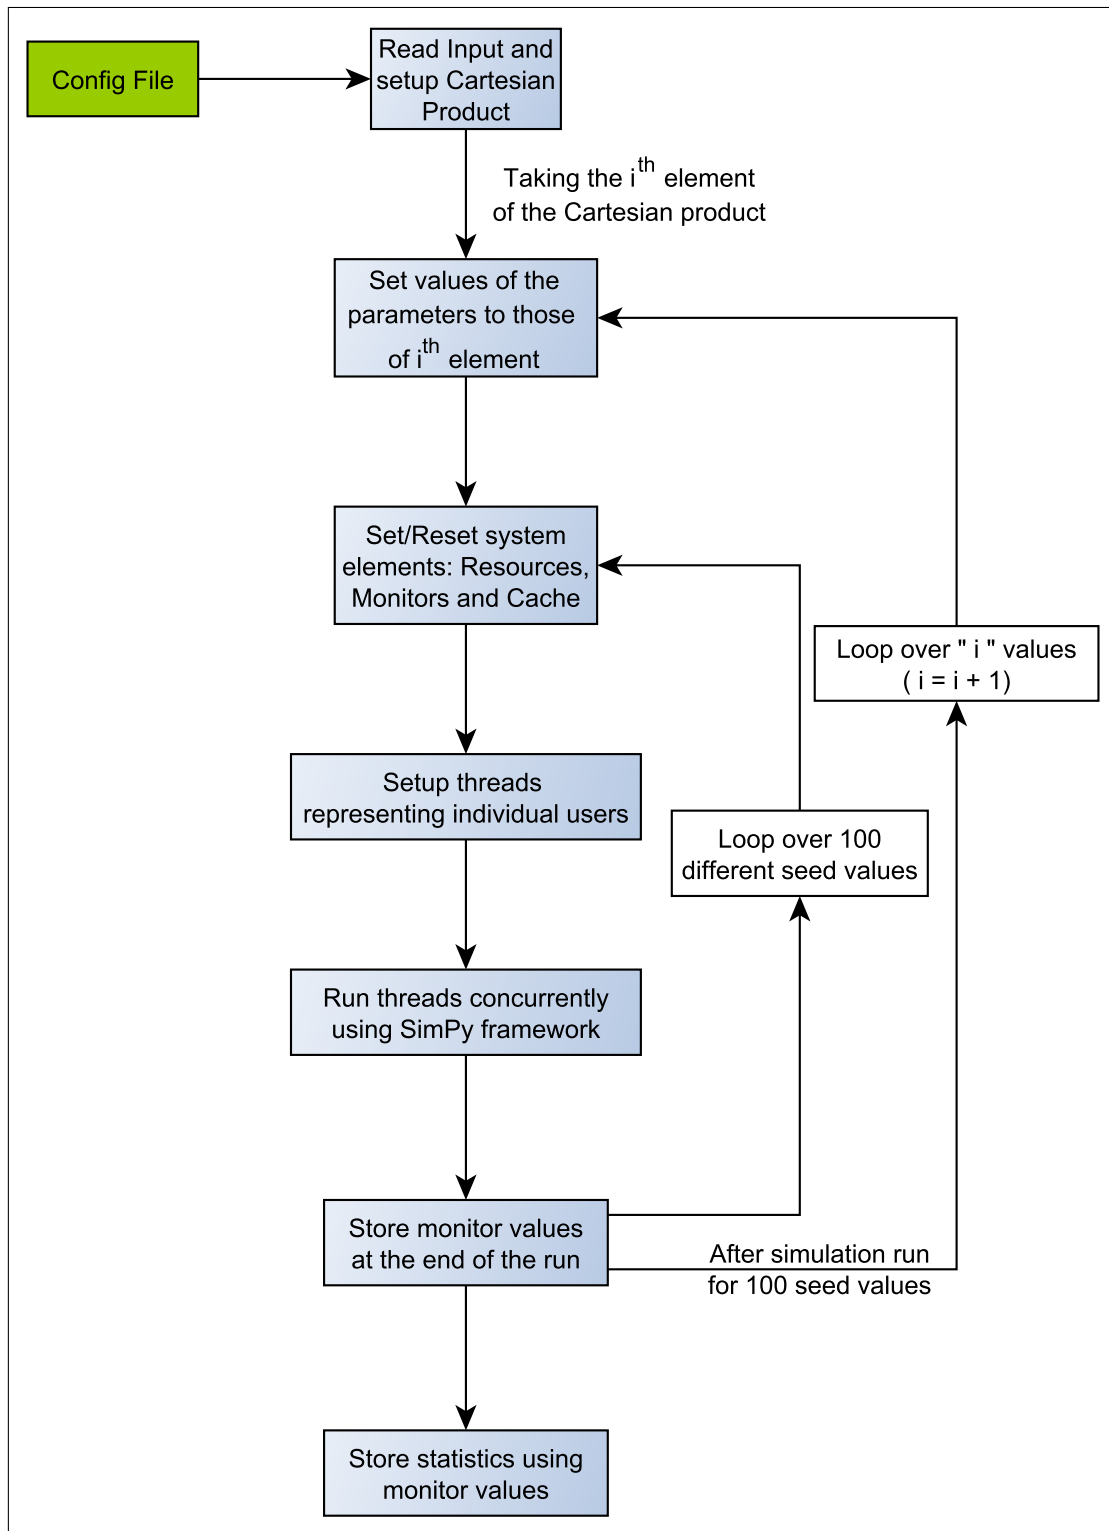 Config File
Read Input and
setup Cartesian
Product
Taking the i^th element
of the Cartesian product
Set values of the
parameters to those
of i^th element
Set/Reset system
elements: Resources,
Monitors and Cache
Loop over " i " values
( i = i + 1)
Setup threads
representing individual users
Loop over 100
different seed values
Run threads concurrently
using SimPy framework
Store monitor values
at the end of the run
After simulation run
for 100 seed values
Store statistics using
monitor values